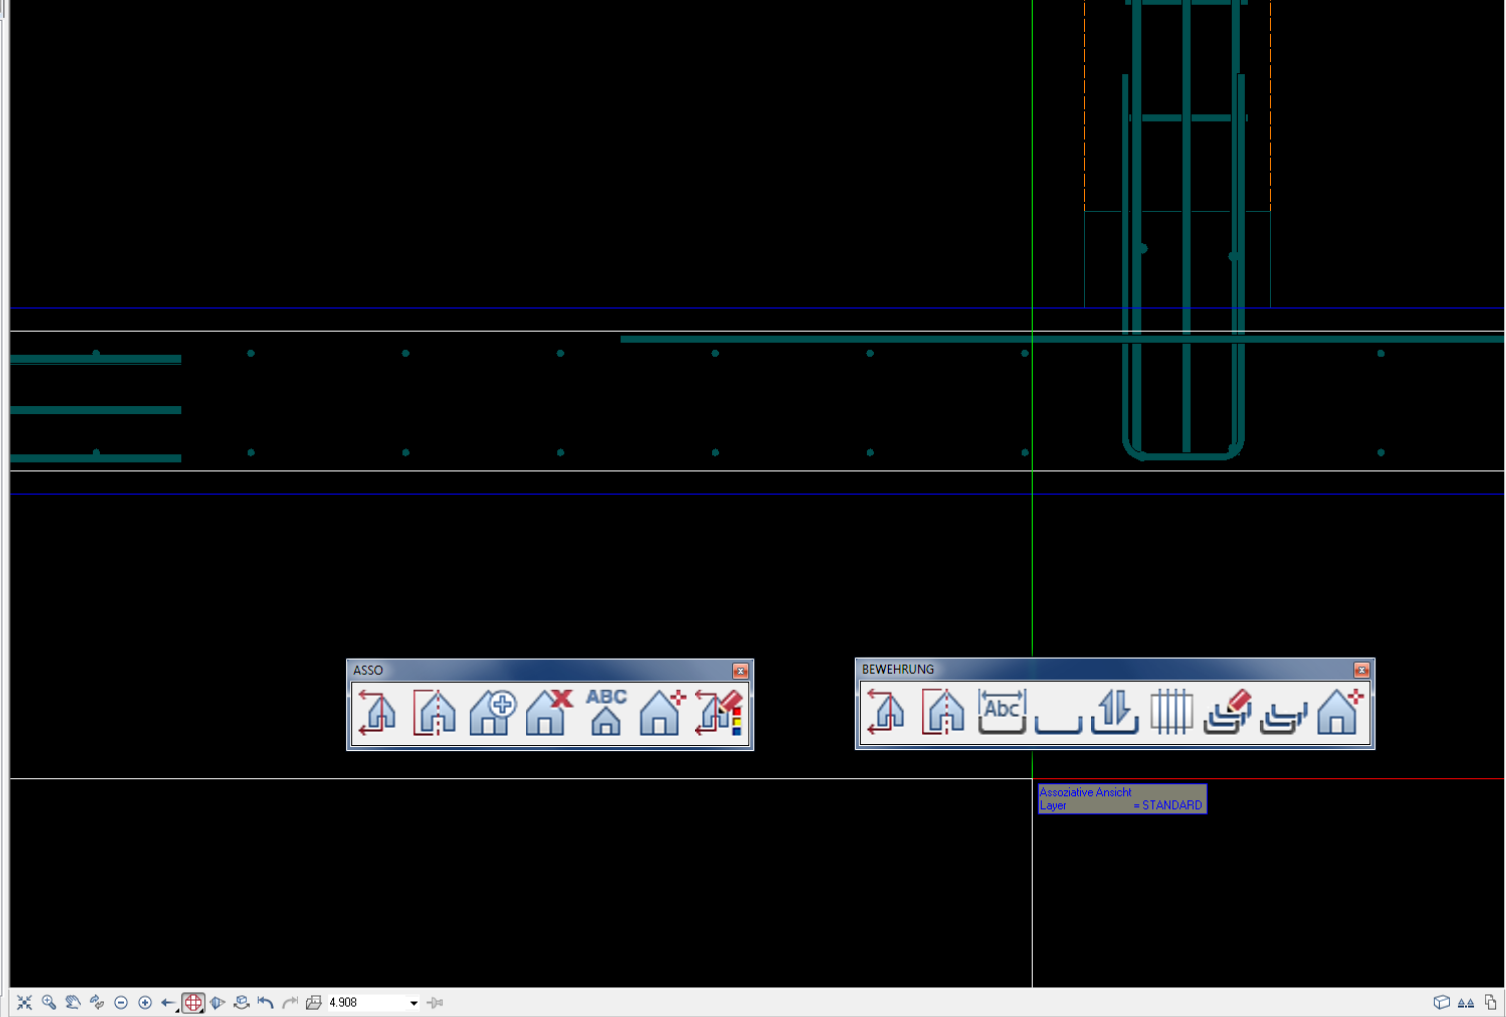 ASSO
BEWEHRUNG
ABC
Abc
Assoziative Ansicht
Layer = STANDARD
4.908